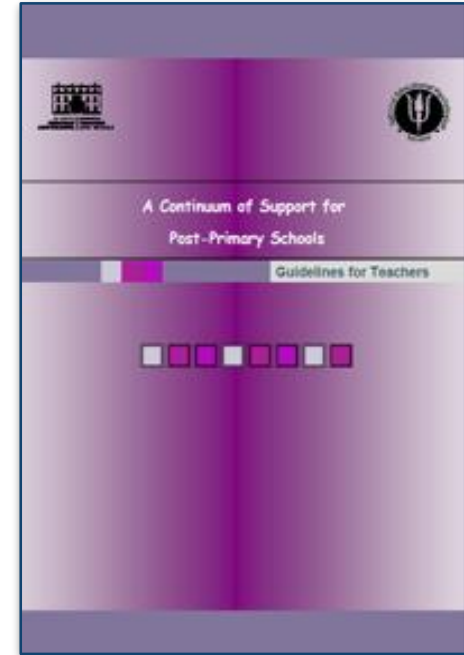 A Continuum of Support for
Post-Primary Schools
Guidelines for Teachers